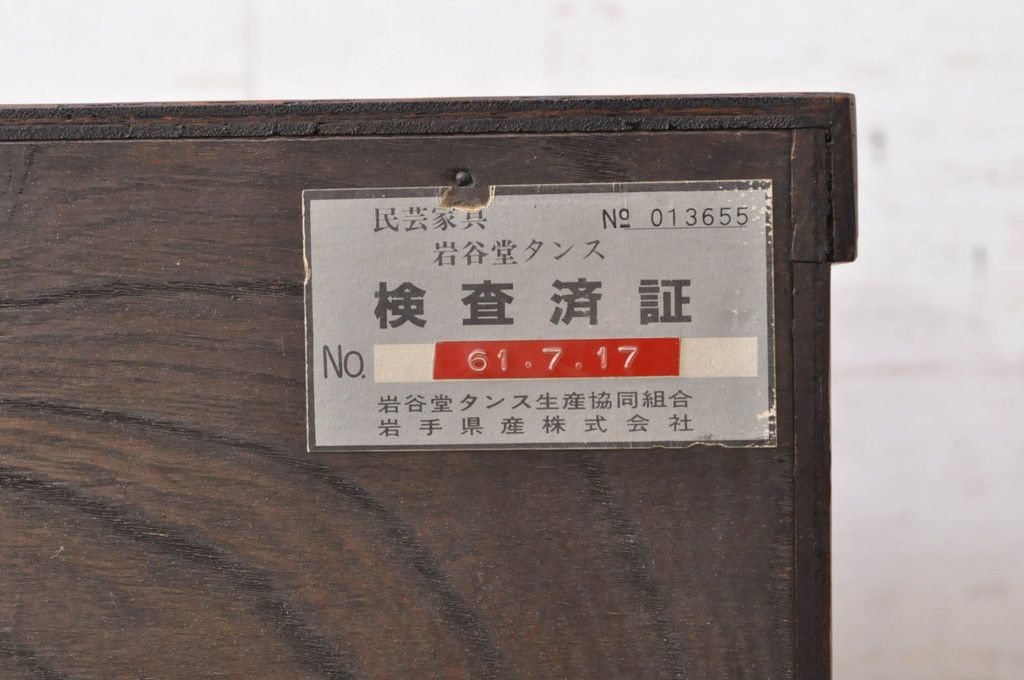 民芸家具 № 013655
岩谷堂タンス
検査済証
No. 61.7.17
岩谷堂タンス生産協同組合
岩手県産株式会社